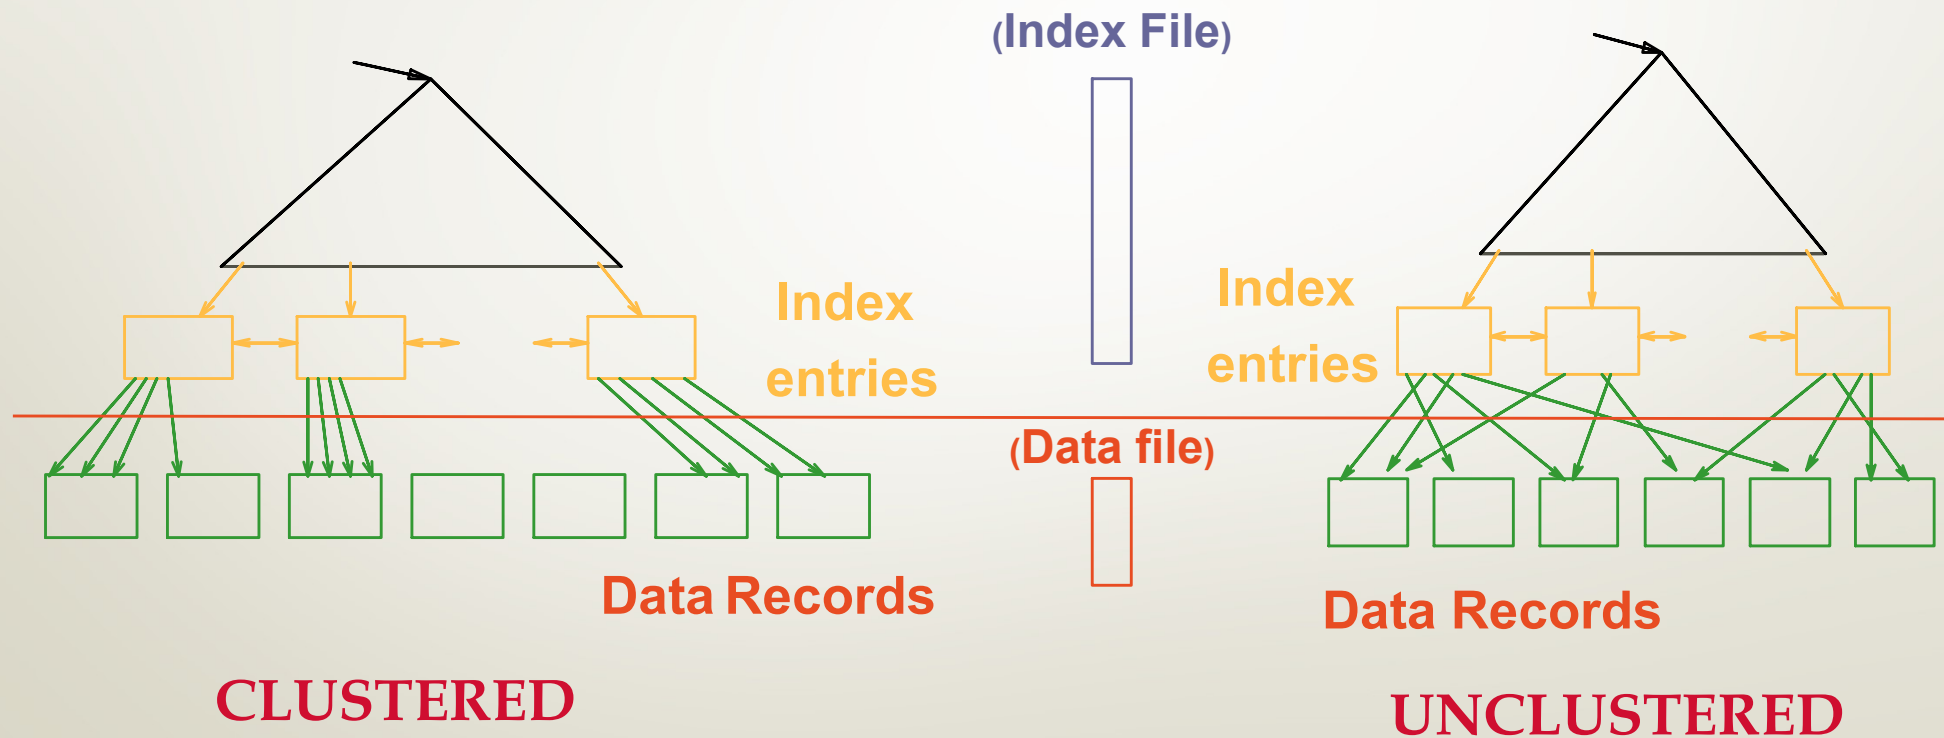 (Index File)
Index
entries
Index
entries
(Data file)
Data Records
Data Records
CLUSTERED
UNCLUSTERED